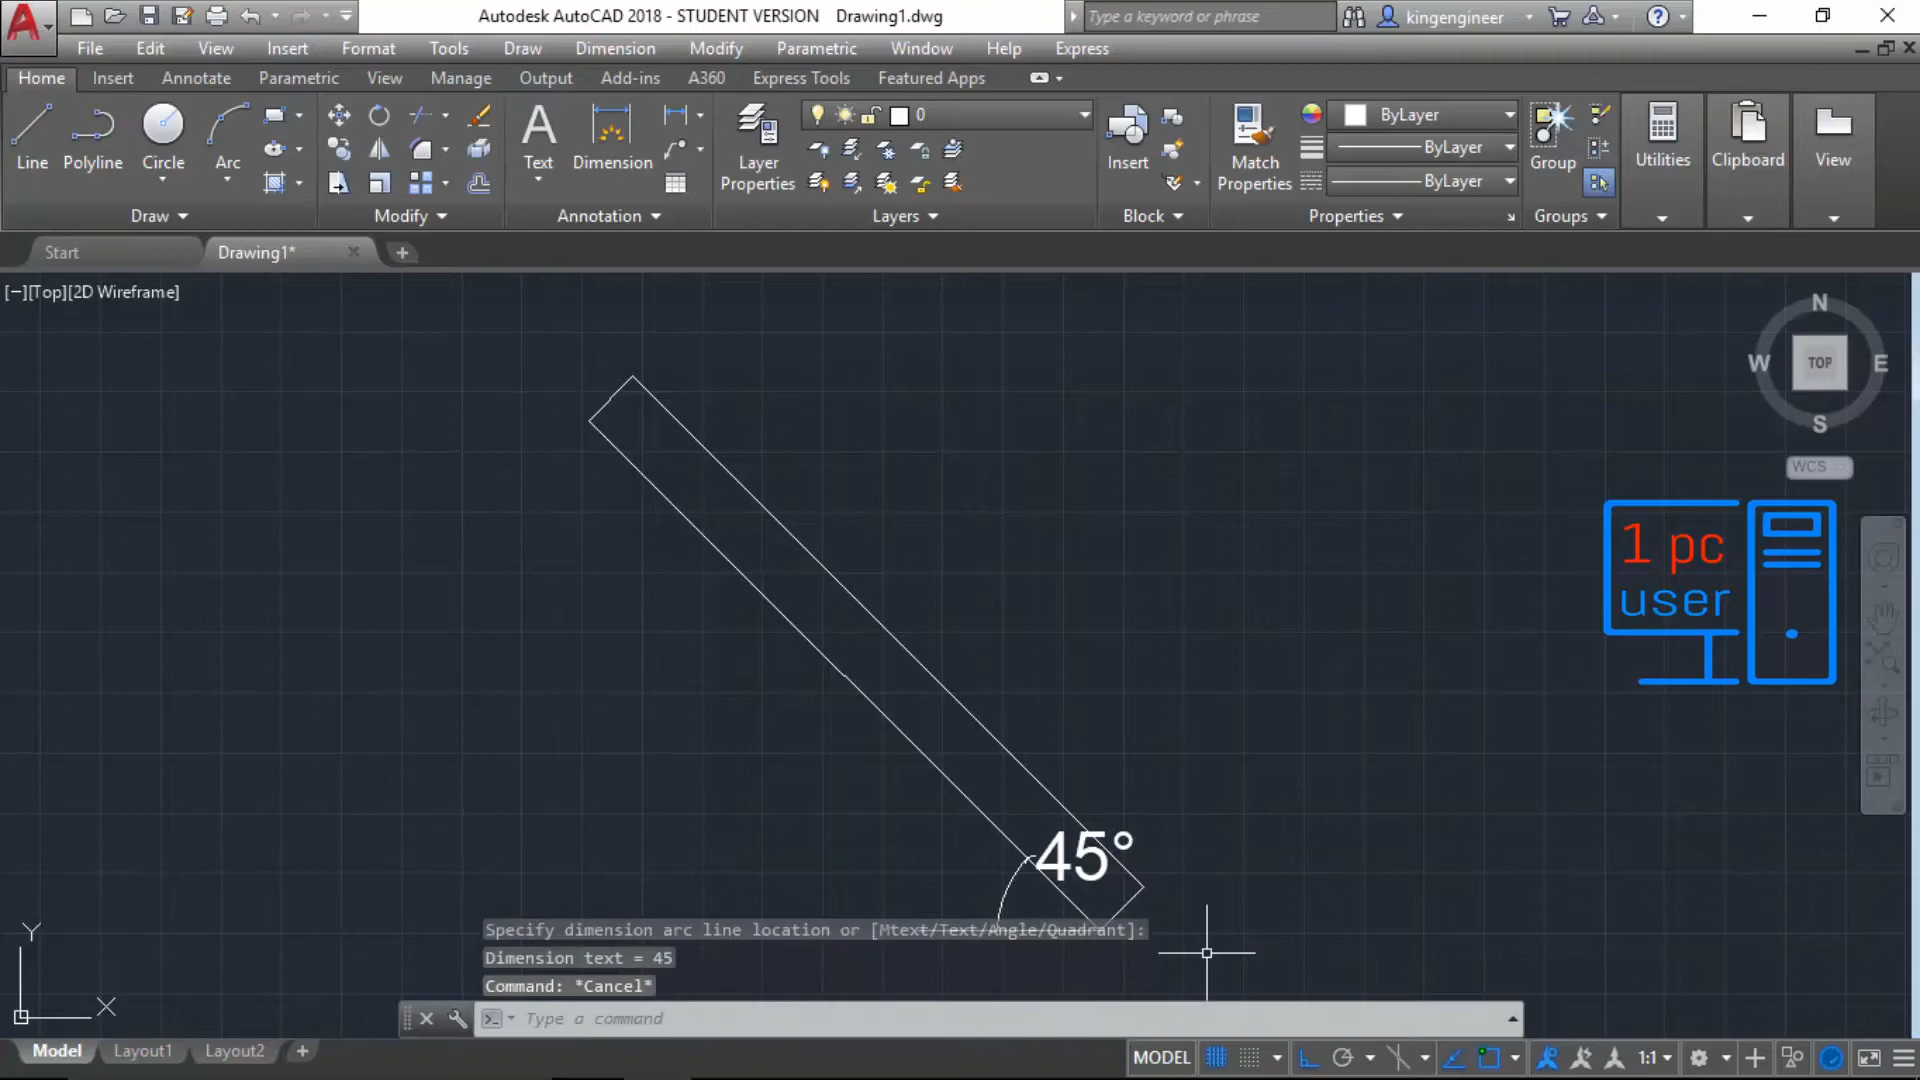 Autodesk AutoCAD 2018 - STUDENT VERSION Drawing1.dwg
Type a keyword or phrase
kingengineer
File Edit View Insert Format Tools Draw Dimension Modify Parametric Window Help Express
Home Insert Annotate Parametric View Manage Output Add-ins A360 Express Tools Featured Apps
0
ByLayer
ByLayer
ByLayer
Line Polyline Circle Arc
Text Dimension
Layer
Properties
Insert
Match
Properties
Group
Utilities
Clipboard
View
Draw Modify Annotation Layers Block Properties Groups
Start
Drawing1*
[−][Top][2D Wireframe]
N
W
TOP
E
S
WCS
1 pc
user
45°
Y
X
Specify dimension arc line location or [Mtext/Text/Angle/Quadrant]:
Dimension text = 45
Command: *Cancel*
Type a command
Model Layout1 Layout2
MODEL
1:1